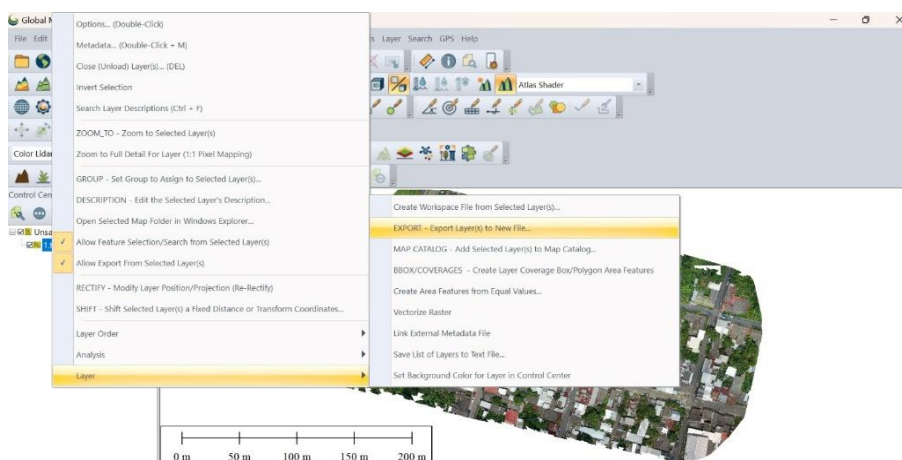 Global M
File Edit
s Layer Search GPS Help
Atlas Shader
Color Lidar
Control Cen
Unsa
Options... (Double-Click)
Metadata... (Double-Click + M)
Close (Unload) Layer(s)... (DEL)
Invert Selection
Search Layer Descriptions (Ctrl + F)
ZOOM_TO - Zoom to Selected Layer(s)
Zoom to Full Detail For Layer (1:1 Pixel Mapping)
GROUP - Set Group to Assign to Selected Layer(s)...
DESCRIPTION - Edit the Selected Layer's Description...
Open Selected Map Folder in Windows Explorer...
Allow Feature Selection/Search from Selected Layer(s)
Allow Export From Selected Layer(s)
RECTIFY - Modify Layer Position/Projection (Re-Rectify)
SHIFT - Shift Selected Layer(s) a Fixed Distance or Transform Coordinates...
Layer Order
Analysis
Layer
Create Workspace File from Selected Layer(s)...
EXPORT - Export Layer(s) to New File...
MAP CATALOG - Add Selected Layer(s) to Map Catalog...
BBOX/COVERAGES - Create Layer Coverage Box/Polygon Area Features
Create Area Features from Equal Values...
Vectorize Raster
Link External Metadata File
Save List of Layers to Text File...
Set Background Color for Layer in Control Center
0 m 50 m 100 m 150 m 200 m